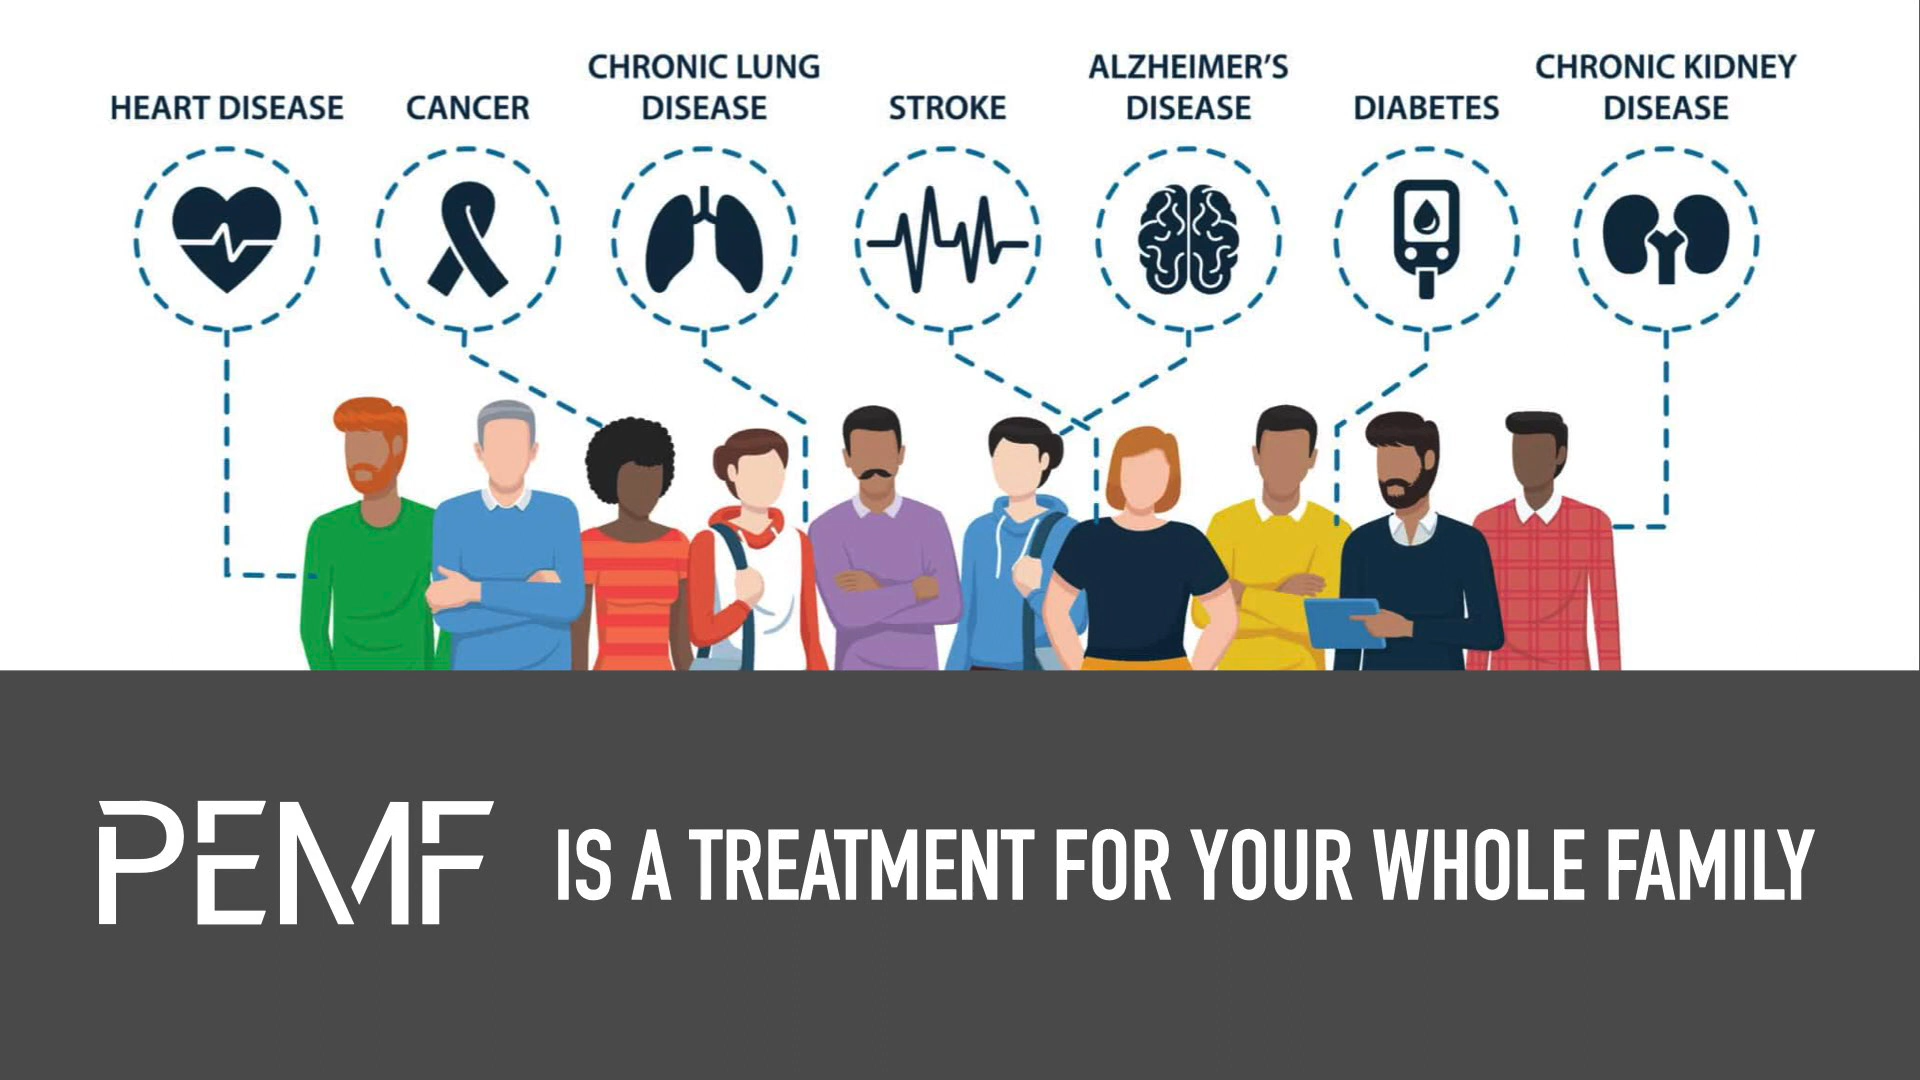 HEART DISEASE
CANCER
CHRONIC LUNG
DISEASE
STROKE
ALZHEIMER'S
DISEASE
DIABETES
CHRONIC KIDNEY
DISEASE
PEMF IS A TREATMENT FOR YOUR WHOLE FAMILY